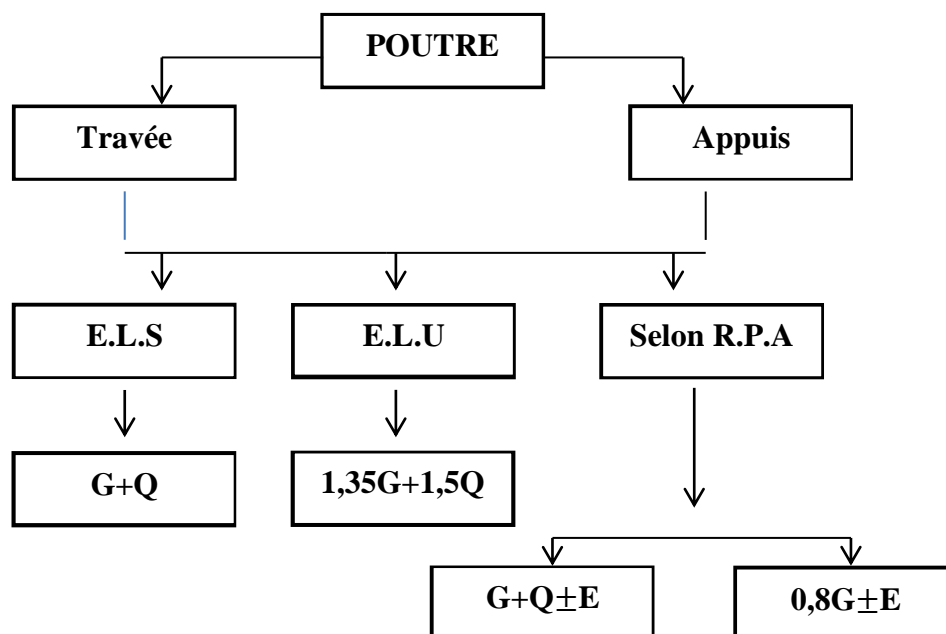 POUTRE
Travée
Appuis
E.L.S
E.L.U
Selon R.P.A
G+Q
1,35G+1,5Q
G+Q±E
0,8G±E